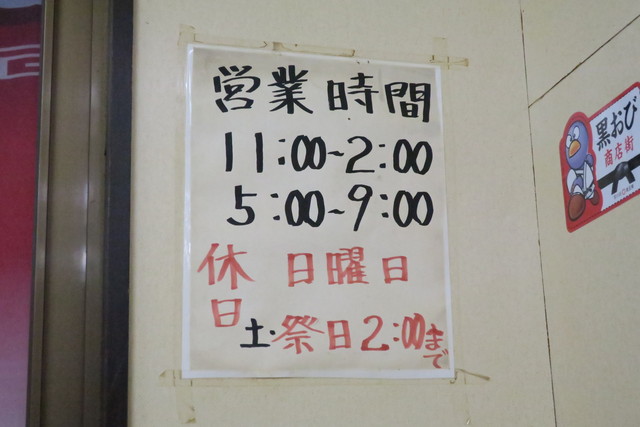 営業時間
11:00~2:00
5:00~9:00
休日 日曜日
土・祭日2:00まで
黒おび
商店街